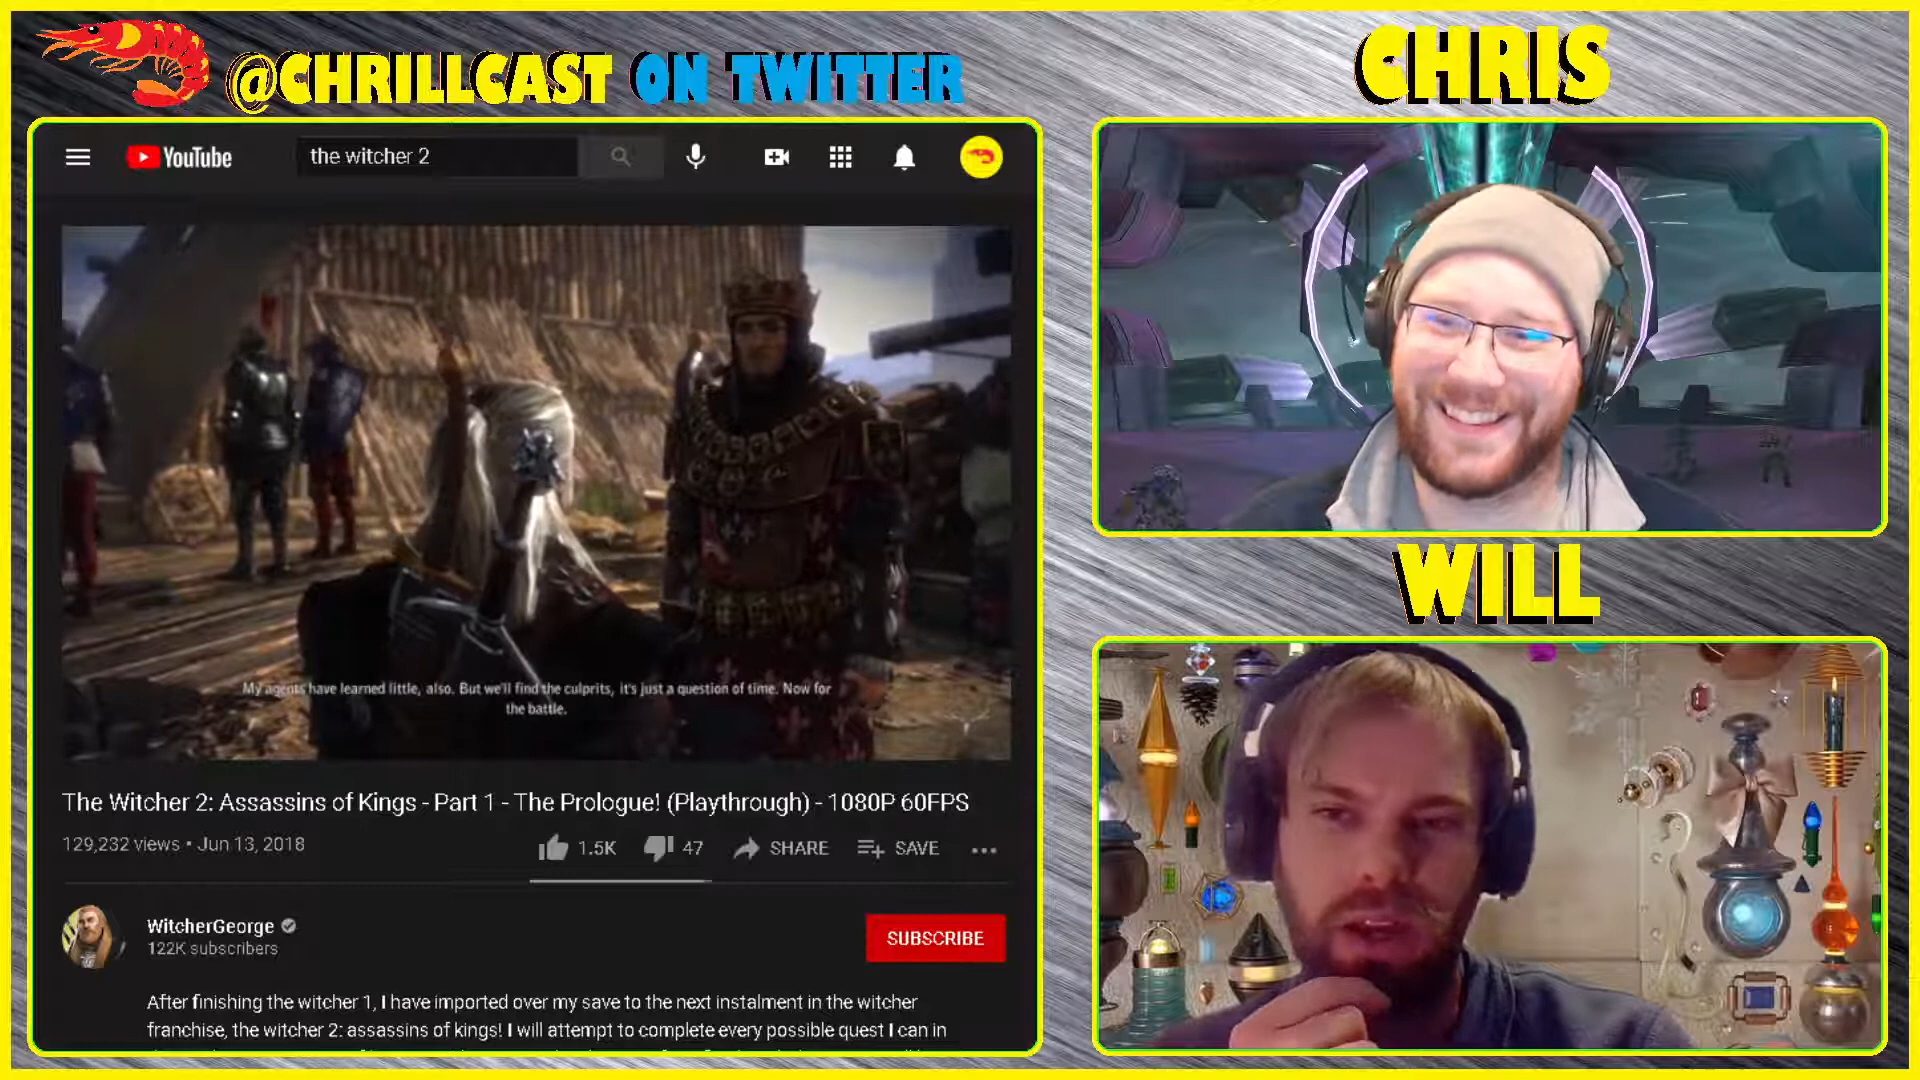 @CHRILLCAST ON TWITTER
CHRIS
YouTube
the witcher 2
My agents have learned little, also. But we'll find the culprits, it's just a question of time. Now for
the battle.
The Witcher 2: Assassins of Kings - Part 1 - The Prologue! (Playthrough) - 1080P 60FPS
129,232 views • Jun 13, 2018
1.5K
47
SHARE
SAVE
WitcherGeorge
122K subscribers
SUBSCRIBE
After finishing the witcher 1, I have imported over my save to the next instalment in the witcher
franchise, the witcher 2: assassins of kings! I will attempt to complete every possible quest I can in
WILL